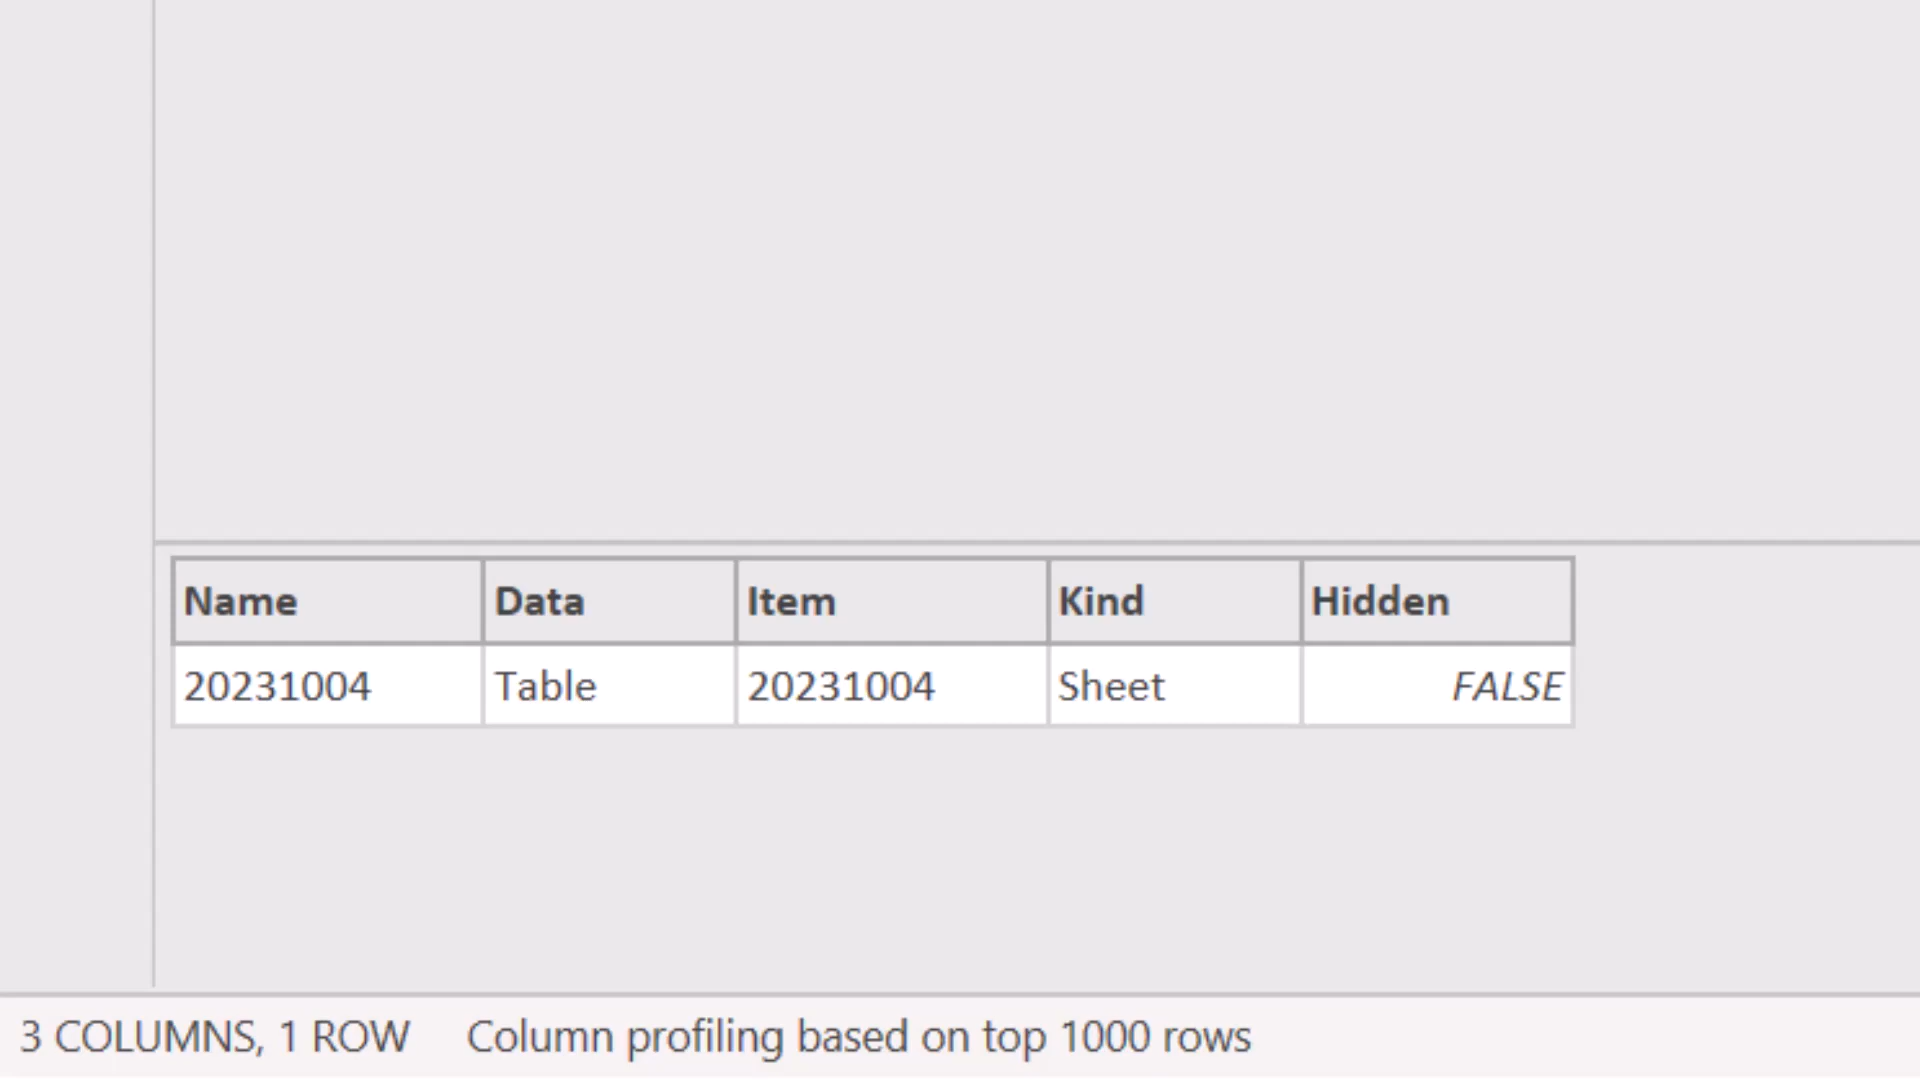 Name Data Item Kind Hidden
20231004 Table 20231004 Sheet FALSE
3 COLUMNS, 1 ROW Column profiling based on top 1000 rows